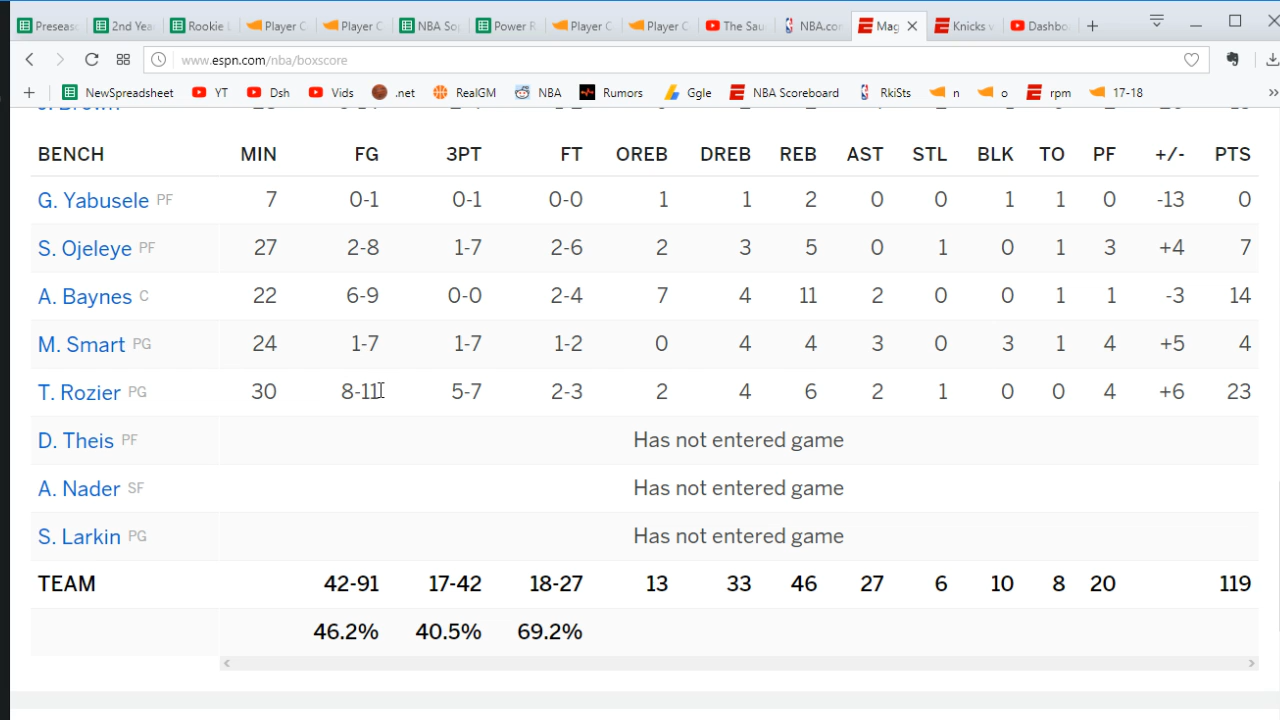 Preseas 2nd Yea Rookie L Player C Player C NBA So Power R Player C Player C The Sau NBA.co Mag Knicks v Dashbo
www.espn.com/nba/boxscore
NewSpreadsheet YT Dsh Vids .net RealGM NBA Rumors Ggle NBA Scoreboard RkiSts n o rpm 17-18
BENCH MIN FG 3PT FT OREB DREB REB AST STL BLK TO PF +/- PTS
G. Yabusele PF 7 0-1 0-1 0-0 1 1 2 0 0 1 1 0 -13 0
S. Ojeleye PF 27 2-8 1-7 2-6 2 3 5 0 1 0 1 3 +4 7
A. Baynes C 22 6-9 0-0 2-4 7 4 11 2 0 0 1 1 -3 14
M. Smart PG 24 1-7 1-7 1-2 0 4 4 3 0 3 1 4 +5 4
T. Rozier PG 30 8-11 5-7 2-3 2 4 6 2 1 0 0 4 +6 23
D. Theis PF Has not entered game
A. Nader SF Has not entered game
S. Larkin PG Has not entered game
TEAM 42-91 17-42 18-27 13 33 46 27 6 10 8 20 119
46.2% 40.5% 69.2%